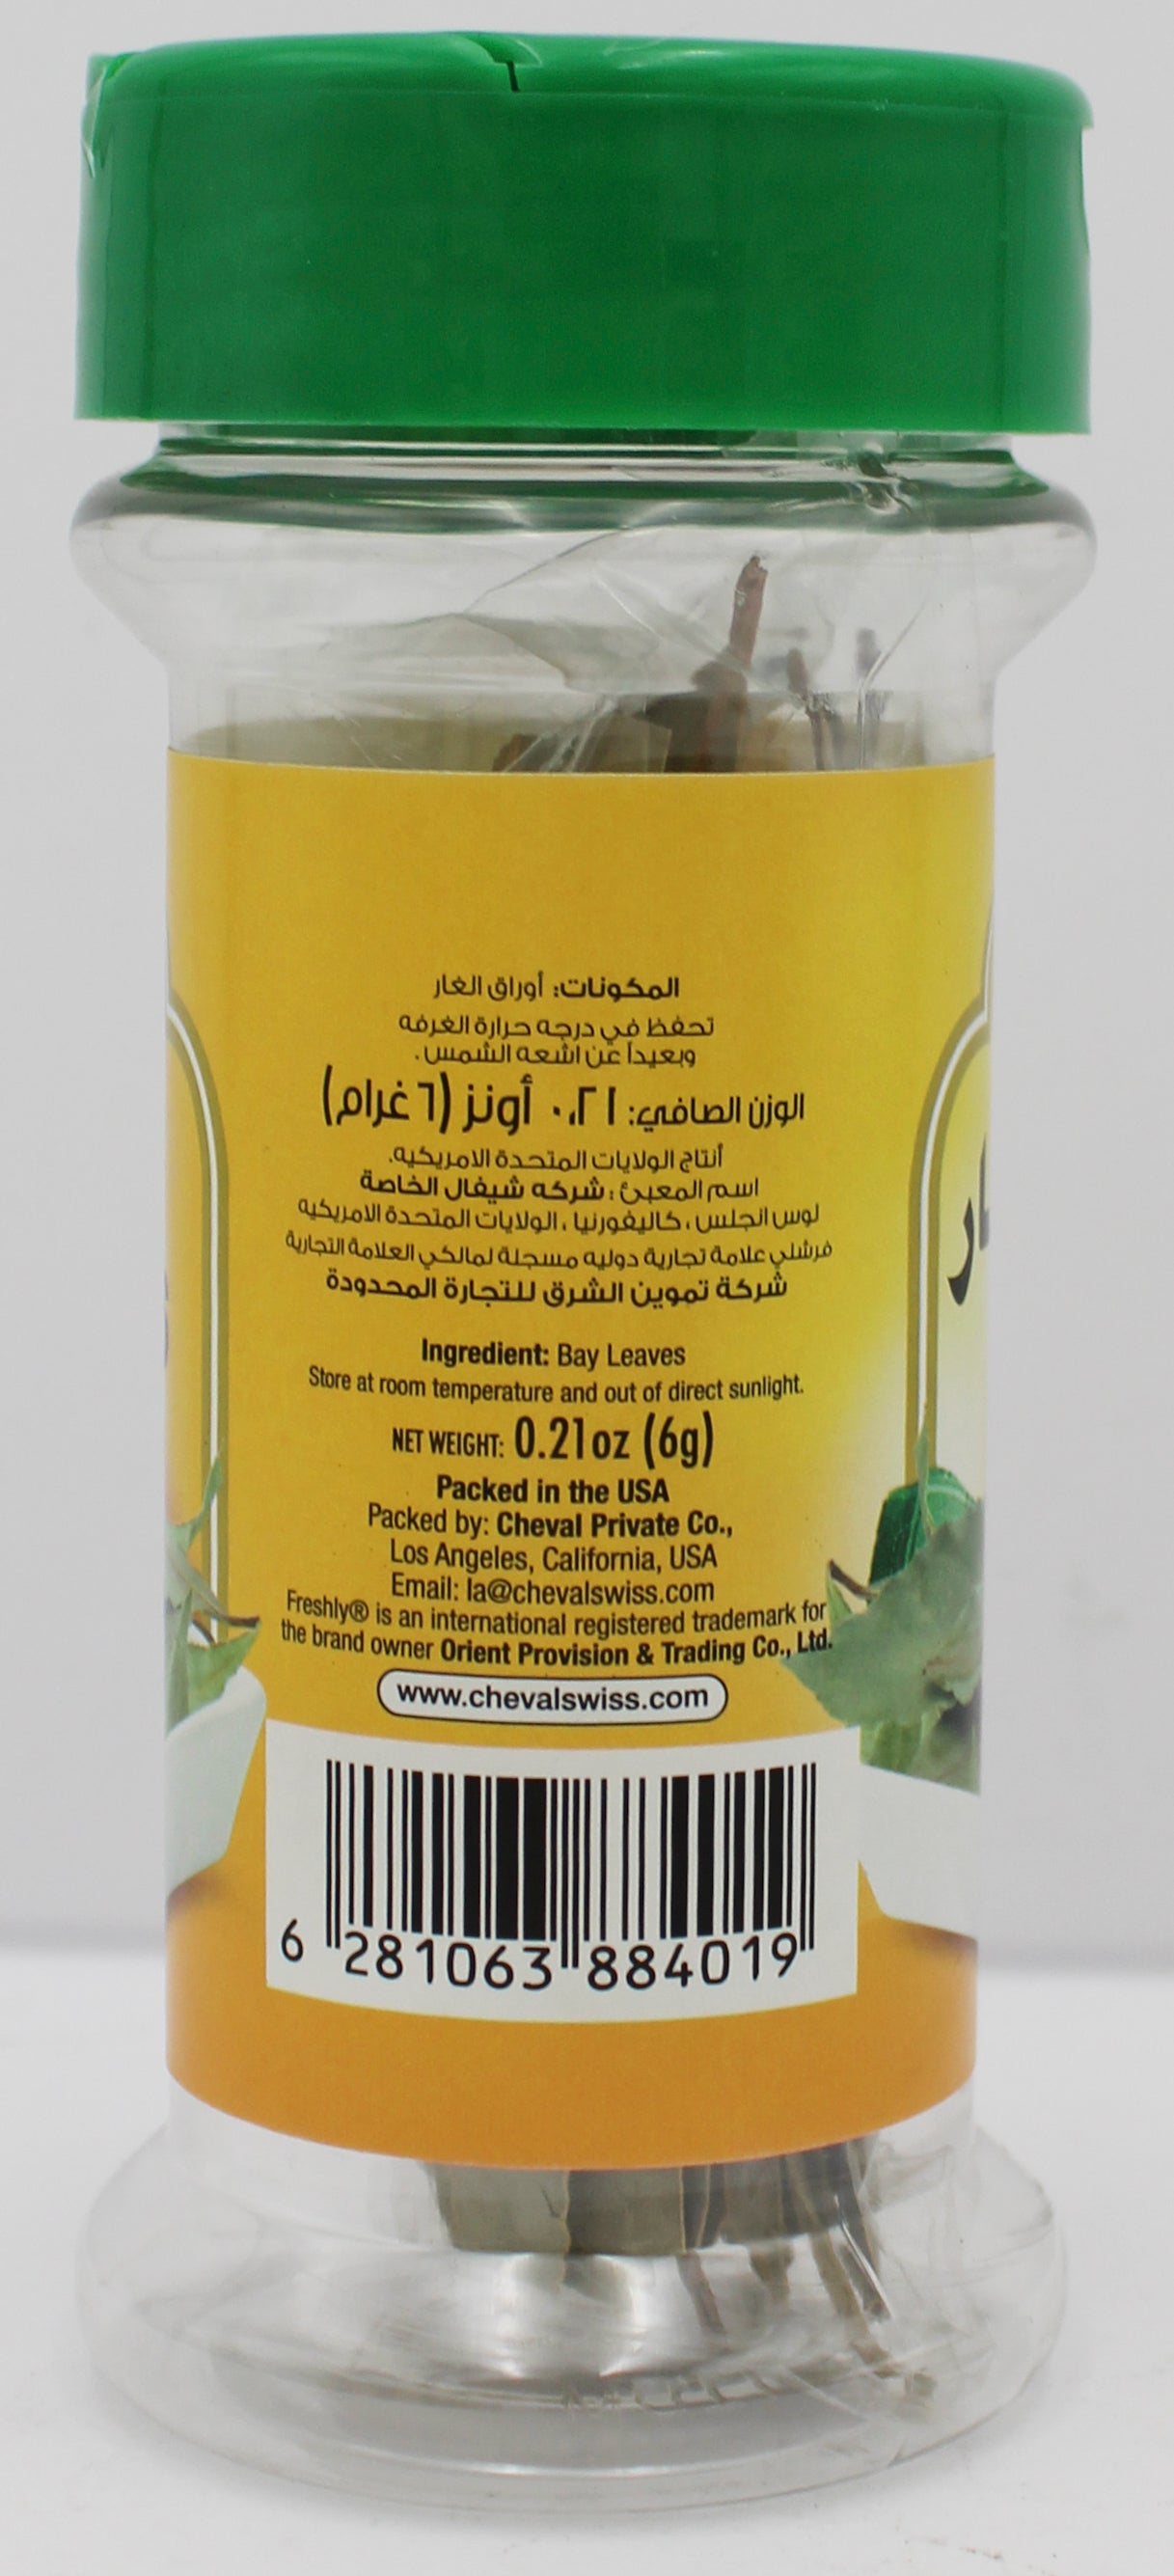 المكونات: أوراق الغار
تحفظ في درجه حرارة الغرفه
وبعيداً عن اشعه الشمس.
الوزن الصافي: ٠،٢١ أونز (٦ غرام)
أنتاج الولايات المتحدة الامريكيه.
اسم المعبئ: شركه شيفال الخاصة
لوس انجلس، كاليفورنيا، الولايات المتحدة الامريكيه
فرشلي علامة تجارية دوليه مسجلة لمالكي العلامة التجارية
شركة تموين الشرق للتجارة المحدودة
Ingredient: Bay Leaves
Store at room temperature and out of direct sunlight.
NET WEIGHT: 0.21oz (6g)
Packed in the USA
Packed by: Cheval Private Co.,
Los Angeles, California, USA
Email: la@chevalswiss.com
Freshly® is an international registered trademark for
the brand owner Orient Provision & Trading Co., Ltd.
www.chevalswiss.com
6 281063 884019